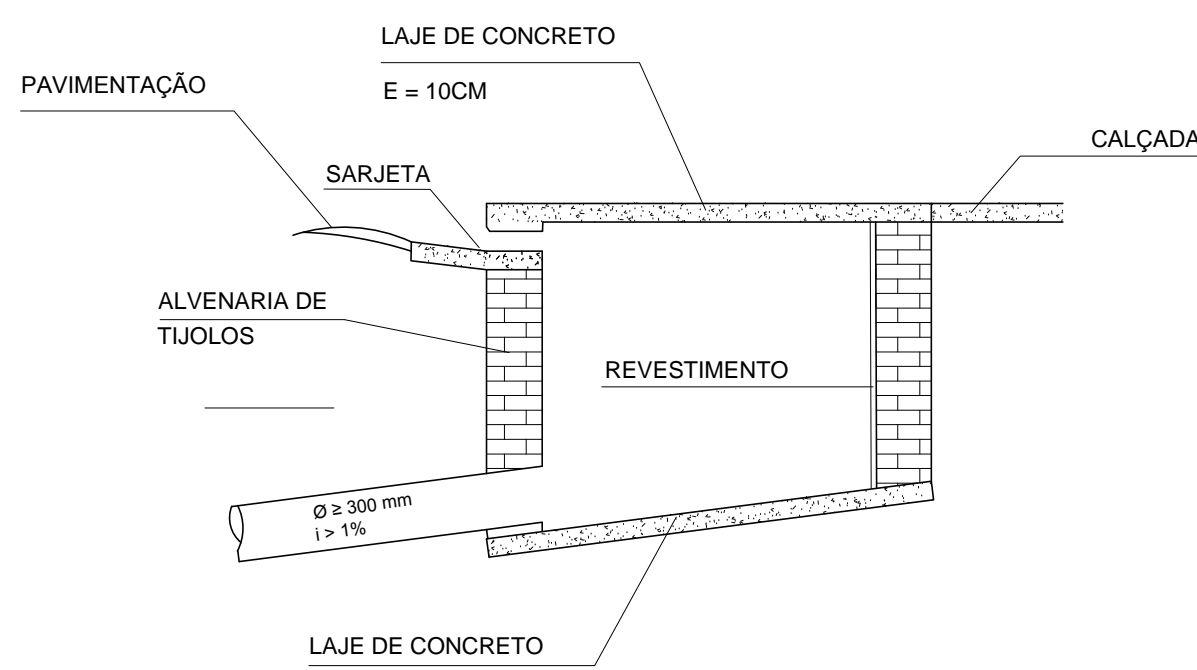 LAJE DE CONCRETO
E = 10CM
PAVIMENTAÇÃO
CALÇADA
SARJETA
ALVENARIA DE
TIJOLOS
REVESTIMENTO
Ø ≥ 300 mm
i > 1%
LAJE DE CONCRETO